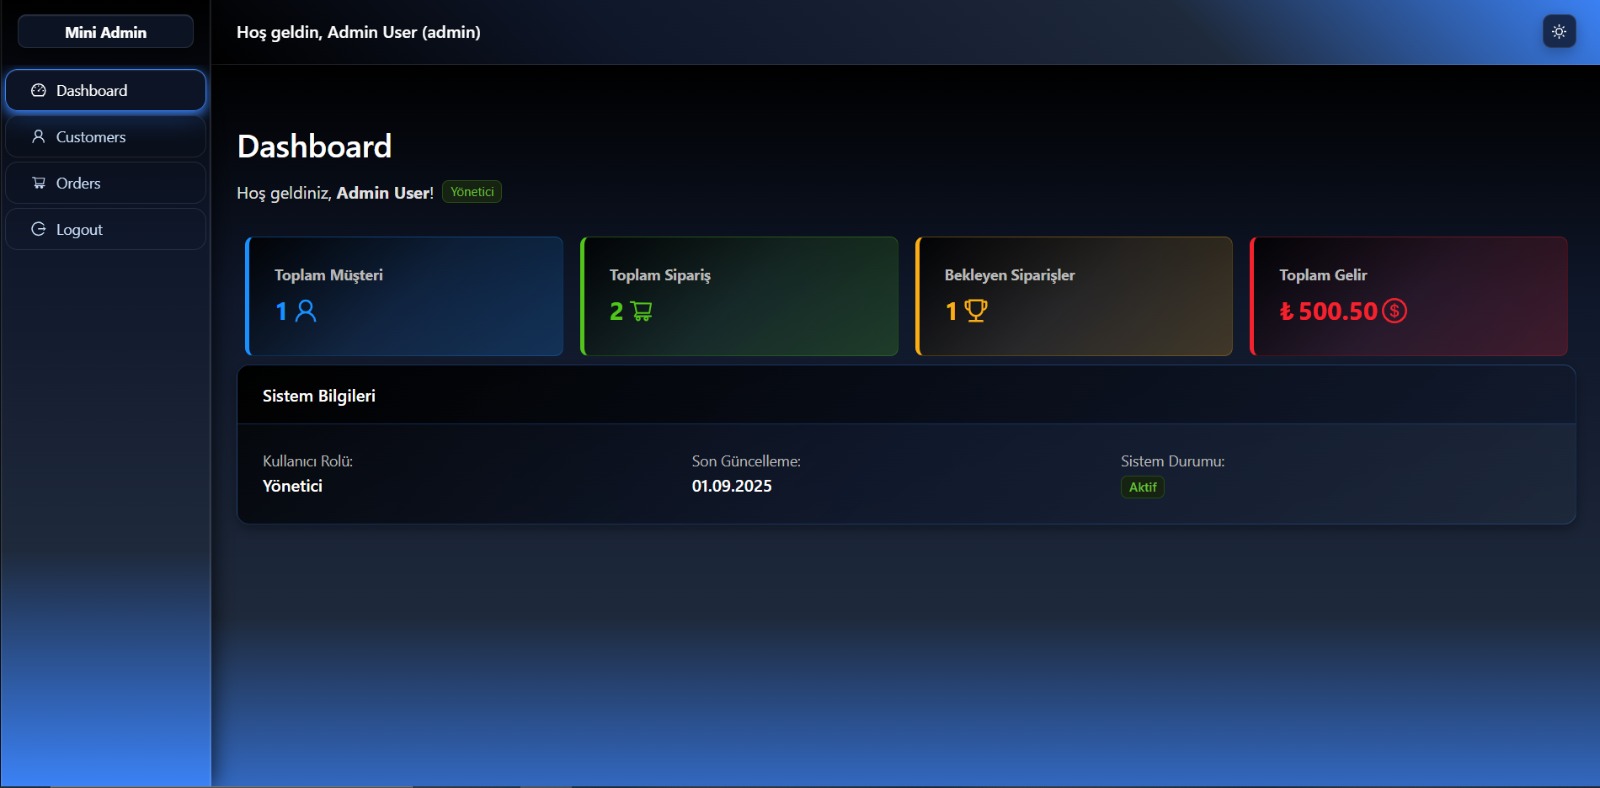 Mini Admin
Hoş geldin, Admin User (admin)
Dashboard
Customers
Orders
Logout
Dashboard
Hoş geldiniz, Admin User! Yönetici
Toplam Müşteri
1
Toplam Sipariş
2
Bekleyen Siparişler
1
Toplam Gelir
₺ 500.50
Sistem Bilgileri
Kullanıcı Rolü:
Yönetici
Son Güncelleme:
01.09.2025
Sistem Durumu:
Aktif